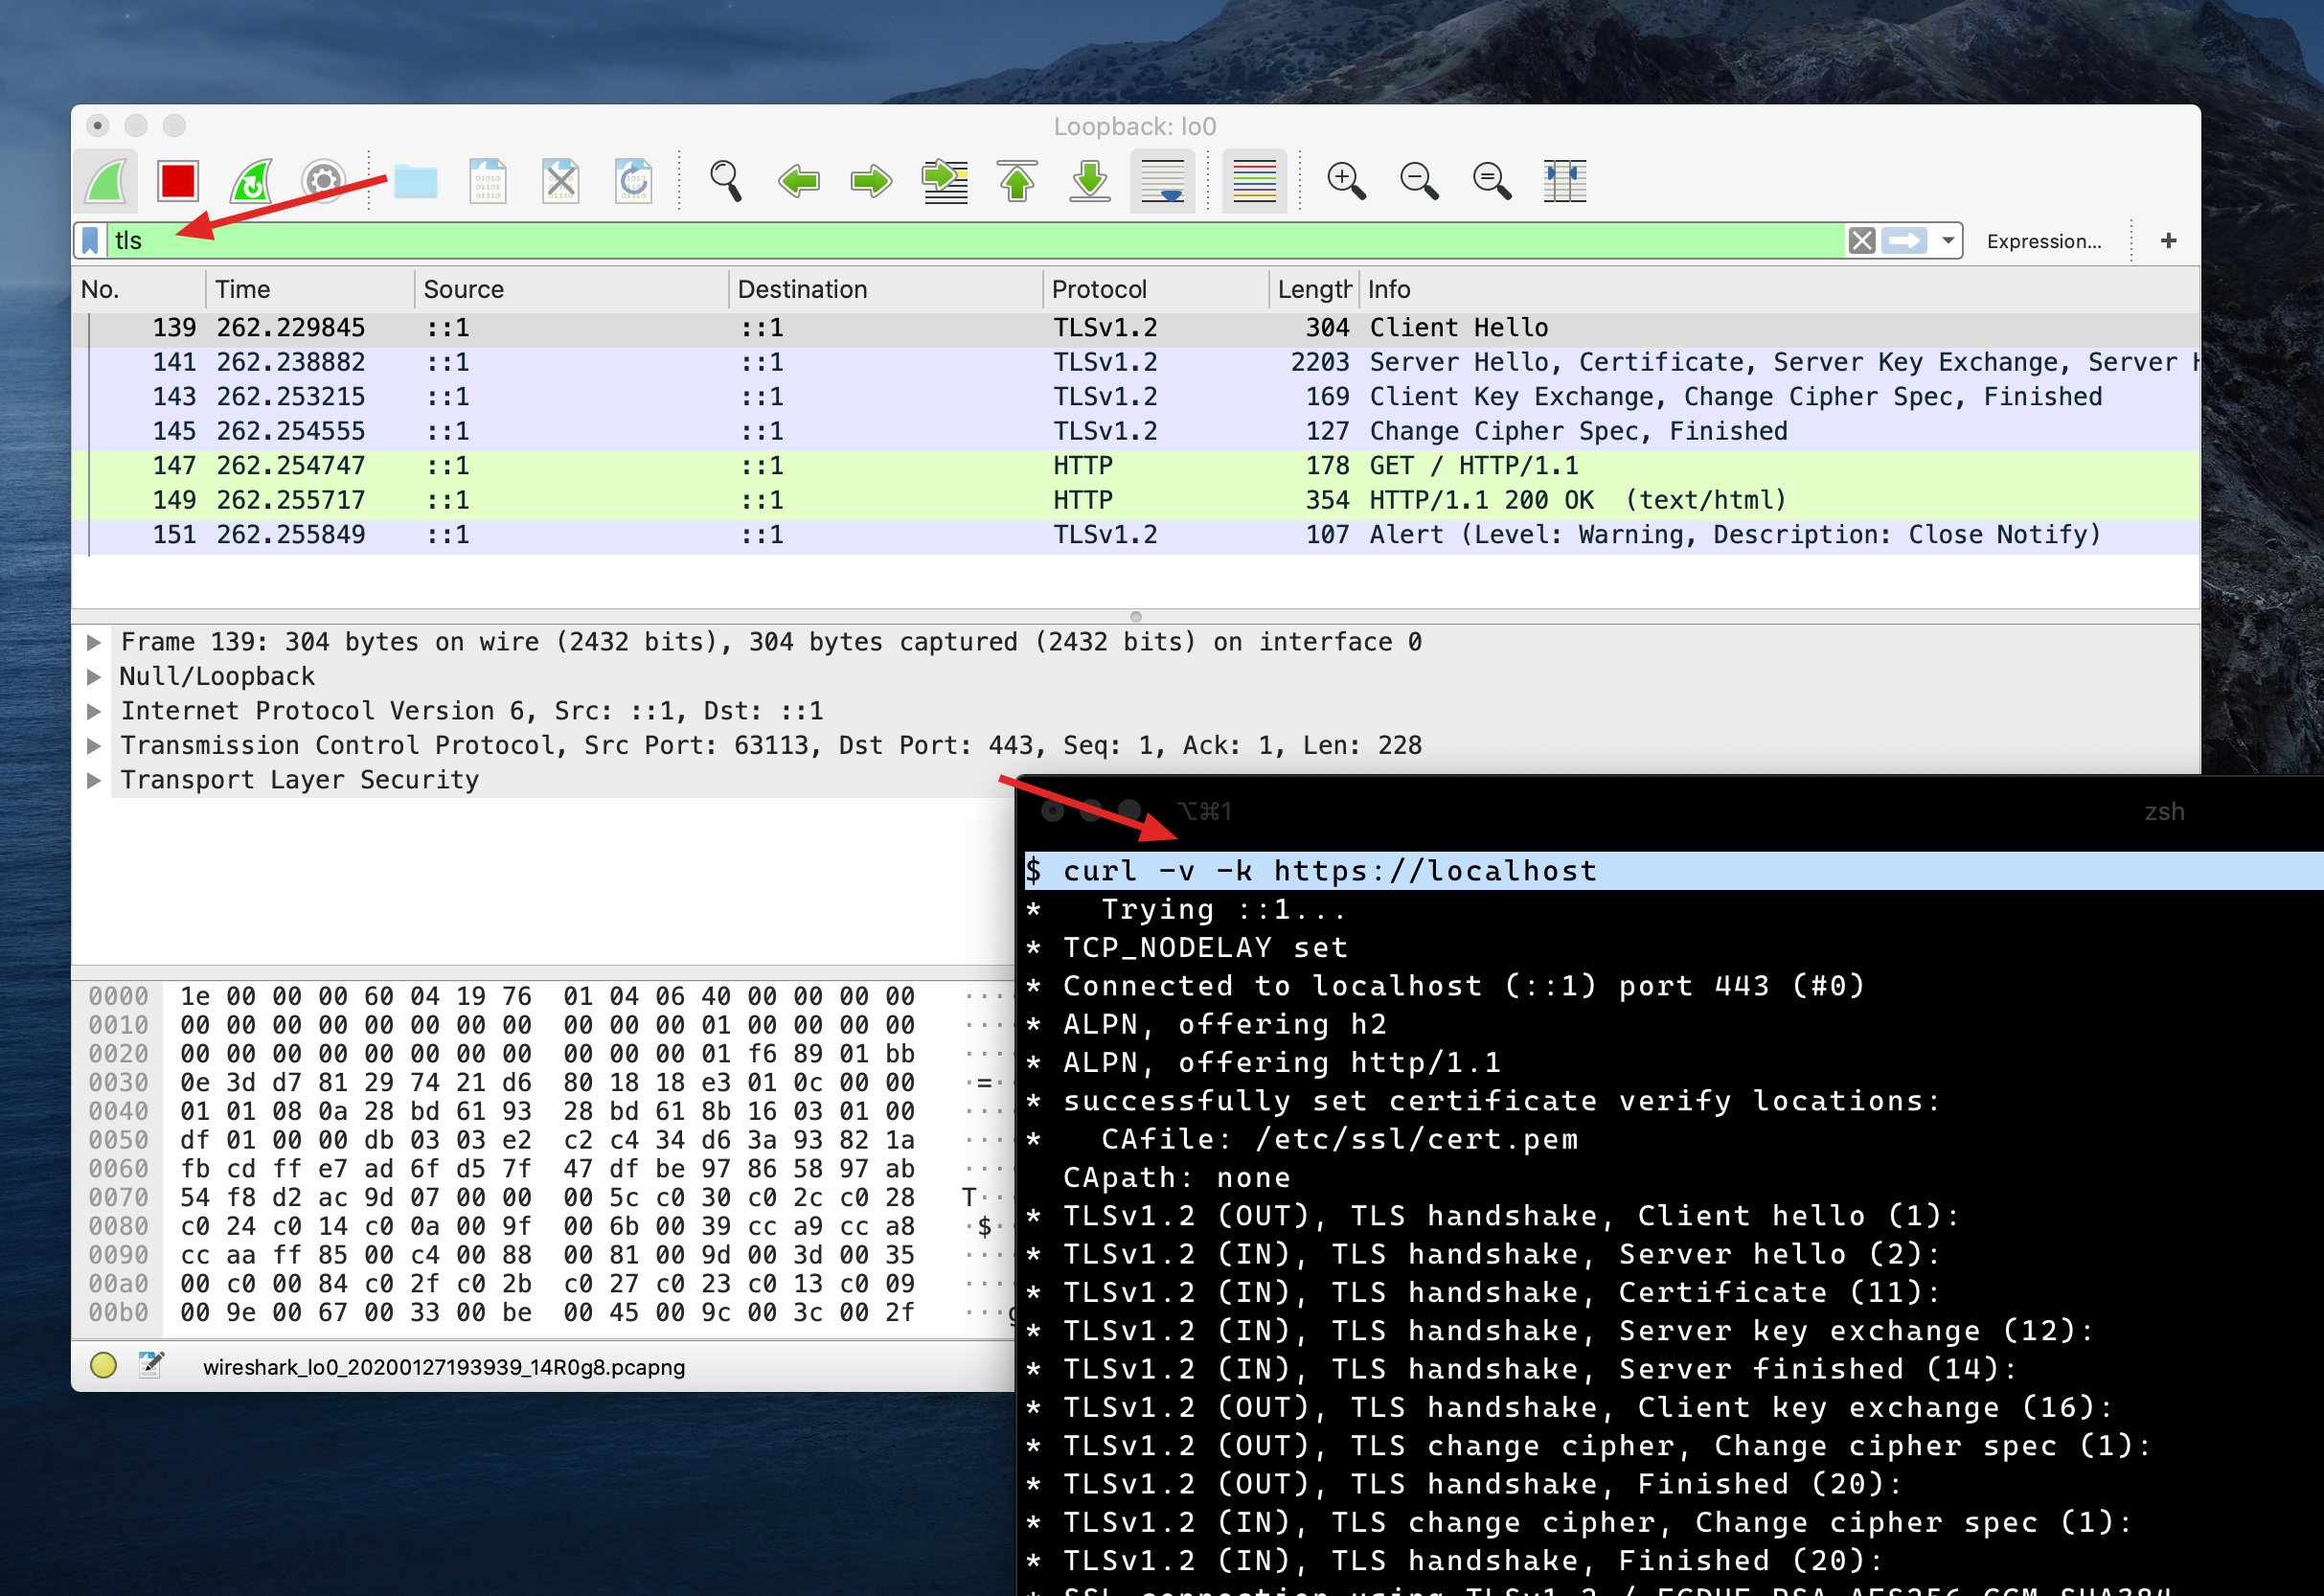 Loopback: lo0
tls
Expression...
+
No. Time Source Destination Protocol Length Info
139 262.229845 ::1 ::1 TLSv1.2 304 Client Hello
141 262.238882 ::1 ::1 TLSv1.2 2203 Server Hello, Certificate, Server Key Exchange, Server
143 262.253215 ::1 ::1 TLSv1.2 169 Client Key Exchange, Change Cipher Spec, Finished
145 262.254555 ::1 ::1 TLSv1.2 127 Change Cipher Spec, Finished
147 262.254747 ::1 ::1 HTTP 178 GET / HTTP/1.1
149 262.255717 ::1 ::1 HTTP 354 HTTP/1.1 200 OK (text/html)
151 262.255849 ::1 ::1 TLSv1.2 107 Alert (Level: Warning, Description: Close Notify)
Frame 139: 304 bytes on wire (2432 bits), 304 bytes captured (2432 bits) on interface 0
Null/Loopback
Internet Protocol Version 6, Src: ::1, Dst: ::1
Transmission Control Protocol, Src Port: 63113, Dst Port: 443, Seq: 1, Ack: 1, Len: 228
Transport Layer Security
0000 1e 00 00 00 60 04 19 76 01 04 06 40 00 00 00 00 ····
0010 00 00 00 00 00 00 00 00 00 00 00 01 00 00 00 00 ····
0020 00 00 00 00 00 00 00 00 00 00 00 01 f6 89 01 bb ····
0030 0e 3d d7 81 29 74 21 d6 80 18 18 e3 01 0c 00 00 ·=·
0040 01 01 08 0a 28 bd 61 93 28 bd 61 8b 16 03 01 00 ····
0050 df 01 00 00 db 03 03 e2 c2 c4 34 d6 3a 93 82 1a ····
0060 fb cd ff e7 ad 6f d5 7f 47 df be 97 86 58 97 ab ····
0070 54 f8 d2 ac 9d 07 00 00 00 5c c0 30 c0 2c c0 28 T···
0080 c0 24 c0 14 c0 0a 00 9f 00 6b 00 39 cc a9 cc a8 ·$·
0090 cc aa ff 85 00 c4 00 88 00 81 00 9d 00 3d 00 35 ····
00a0 00 c0 00 84 c0 2f c0 2b c0 27 c0 23 c0 13 c0 09 ····
00b0 00 9e 00 67 00 33 00 be 00 45 00 9c 00 3c 00 2f ···g
wireshark_lo0_20200127193939_14R0g8.pcapng
⌥⌘1 zsh
$ curl -v -k https://localhost
*   Trying ::1...
* TCP_NODELAY set
* Connected to localhost (::1) port 443 (#0)
* ALPN, offering h2
* ALPN, offering http/1.1
* successfully set certificate verify locations:
*   CAfile: /etc/ssl/cert.pem
  CApath: none
* TLSv1.2 (OUT), TLS handshake, Client hello (1):
* TLSv1.2 (IN), TLS handshake, Server hello (2):
* TLSv1.2 (IN), TLS handshake, Certificate (11):
* TLSv1.2 (IN), TLS handshake, Server key exchange (12):
* TLSv1.2 (IN), TLS handshake, Server finished (14):
* TLSv1.2 (OUT), TLS handshake, Client key exchange (16):
* TLSv1.2 (OUT), TLS change cipher, Change cipher spec (1):
* TLSv1.2 (OUT), TLS handshake, Finished (20):
* TLSv1.2 (IN), TLS change cipher, Change cipher spec (1):
* TLSv1.2 (IN), TLS handshake, Finished (20):
* SSL connection using TLSv1.2 / ECDHE-RSA-AES256-GCM-SHA384